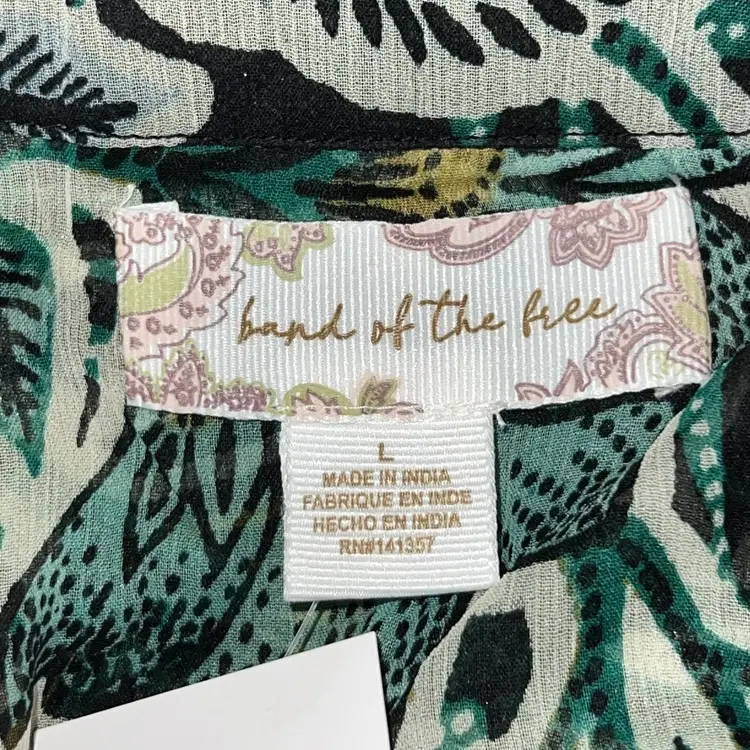 band of the free
L
MADE IN INDIA
FABRIQUE EN INDE
HECHO EN INDIA
RN#141357